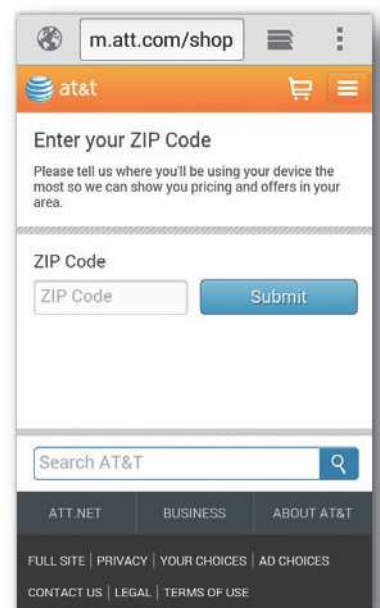 m.att.com/shop
at&t
Enter your ZIP Code
Please tell us where you'll be using your device the
most so we can show you pricing and offers in your
area.
ZIP Code
ZIP Code Submit
Search AT&T
ATT.NET BUSINESS ABOUT AT&T
FULL SITE | PRIVACY | YOUR CHOICES | AD CHOICES
CONTACT US | LEGAL | TERMS OF USE